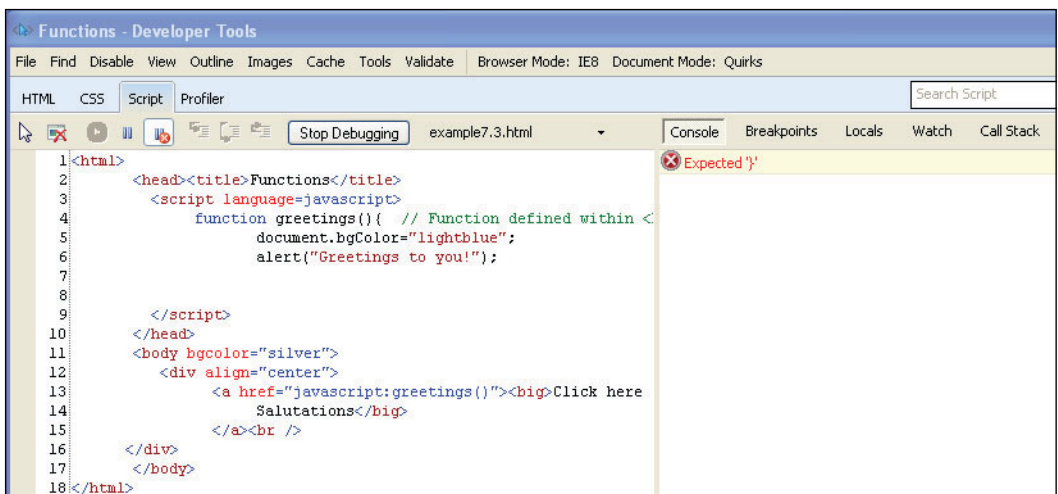 Functions - Developer Tools
File Find Disable View Outline Images Cache Tools Validate Browser Mode: IE8 Document Mode: Quirks
HTML CSS Script Profiler Search Script
Stop Debugging example7.3.html Console Breakpoints Locals Watch Call Stack
Expected '}'
1 <html>
2 <head><title>Functions</title>
3 <script language=javascript>
4 function greetings(){ // Function defined within <
5 document.bgColor="lightblue";
6 alert("Greetings to you!");
7
8
9 </script>
10 </head>
11 <body bgcolor="silver">
12 <div align="center">
13 <a href="javascript:greetings()"><big>Click here
14 Salutations</big>
15 </a><br />
16 </div>
17 </body>
18 </html>